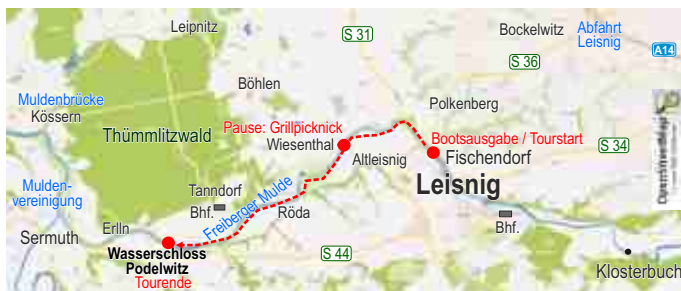 Leipnitz
S 31
Bockelwitz
Abfahrt
Leisnig
A14
S 36
Böhlen
Muldenbrücke
Kössern
Polkenberg
Thümmlitzwald
Pause: Grillpicknick
Wiesenthal
Bootsausgabe / Tourstart
Fischendorf
S 34
Altleisnig
Leisnig
Mulden-
vereinigung
Tanndorf
Bhf.
Freiberger Mulde
Röda
Bhf.
Sermuth
Erlln
Wasserschloss
Podelwitz
Tourende
S 44
Klosterbuch
OpenStreetMap